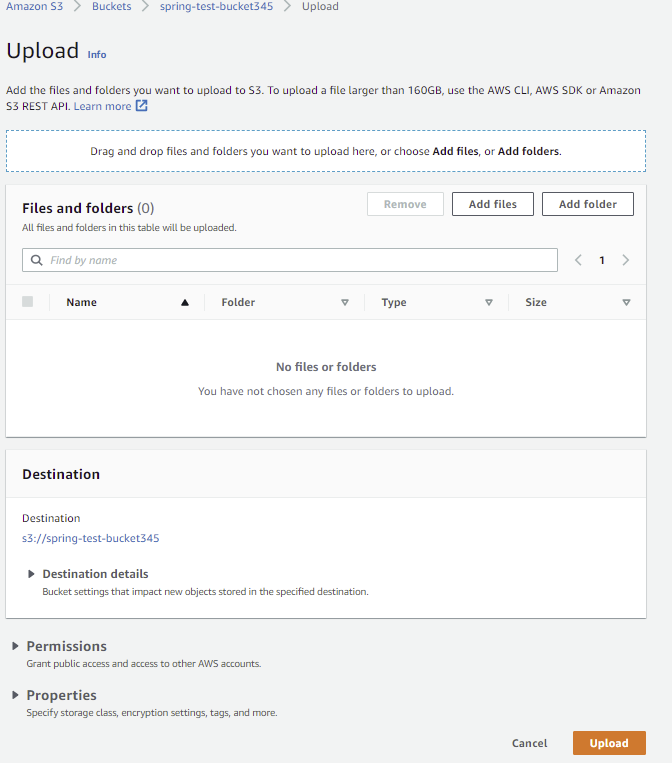 Amazon S3 > Buckets > spring-test-bucket345 > Upload
Upload Info
Add the files and folders you want to upload to S3. To upload a file larger than 160GB, use the AWS CLI, AWS SDK or Amazon
S3 REST API. Learn more
Drag and drop files and folders you want to upload here, or choose Add files, or Add folders.
Files and folders (0)
Remove
Add files
Add folder
All files and folders in this table will be uploaded.
Find by name
1
Name
Folder
Type
Size
No files or folders
You have not chosen any files or folders to upload.
Destination
Destination
s3://spring-test-bucket345
Destination details
Bucket settings that impact new objects stored in the specified destination.
Permissions
Grant public access and access to other AWS accounts.
Properties
Specify storage class, encryption settings, tags, and more.
Cancel
Upload